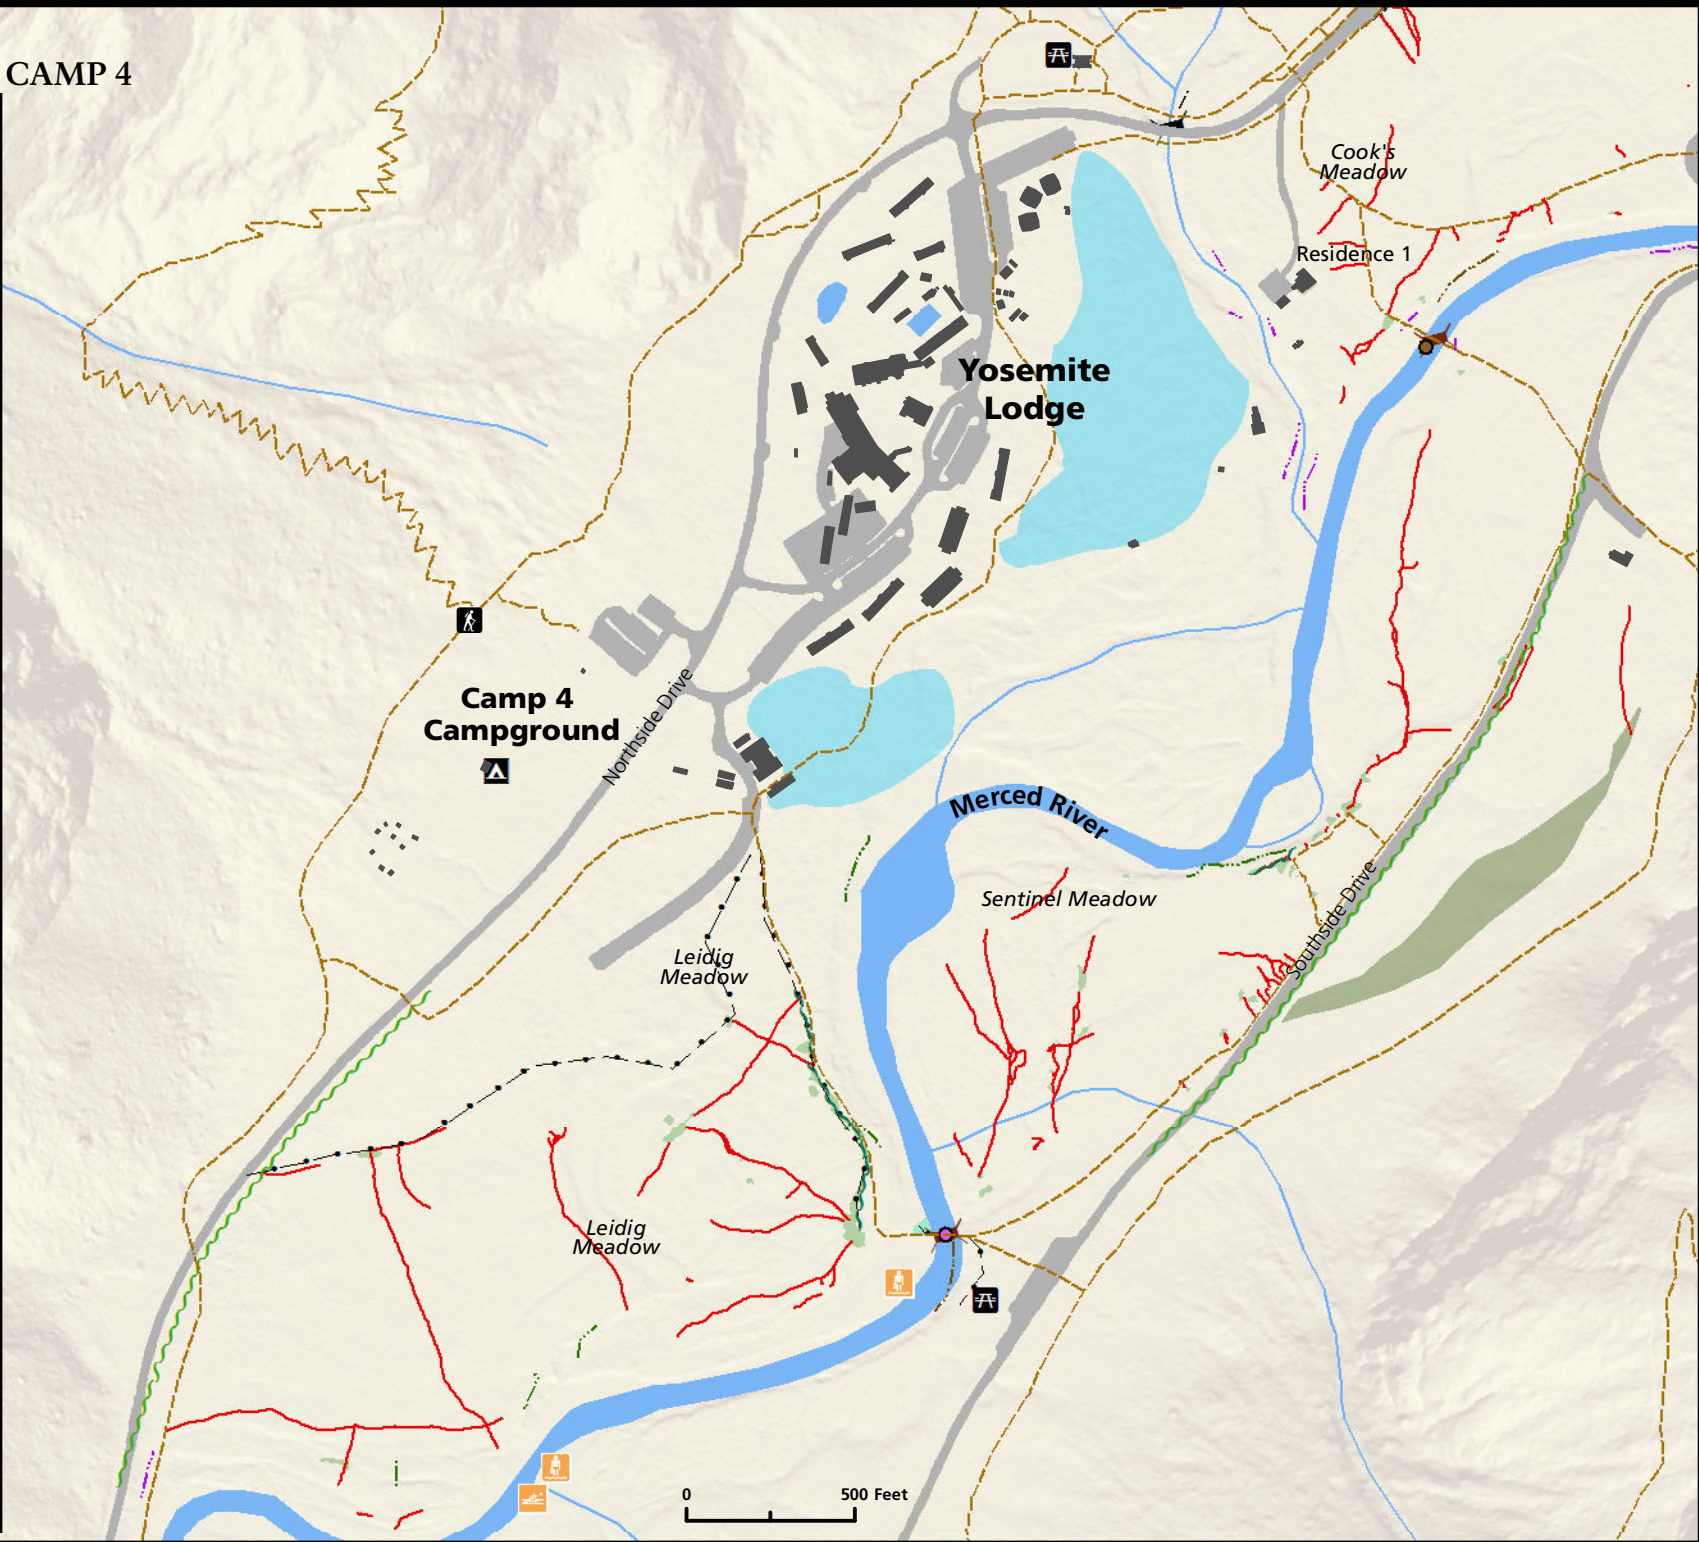 CAMP 4
Cook's
Meadow
Residence 1
Yosemite
Lodge
Camp 4
Campground
Northside Drive
Merced River
Sentinel Meadow
Southside Drive
Leidig
Meadow
Leidig
Meadow
0 500 Feet